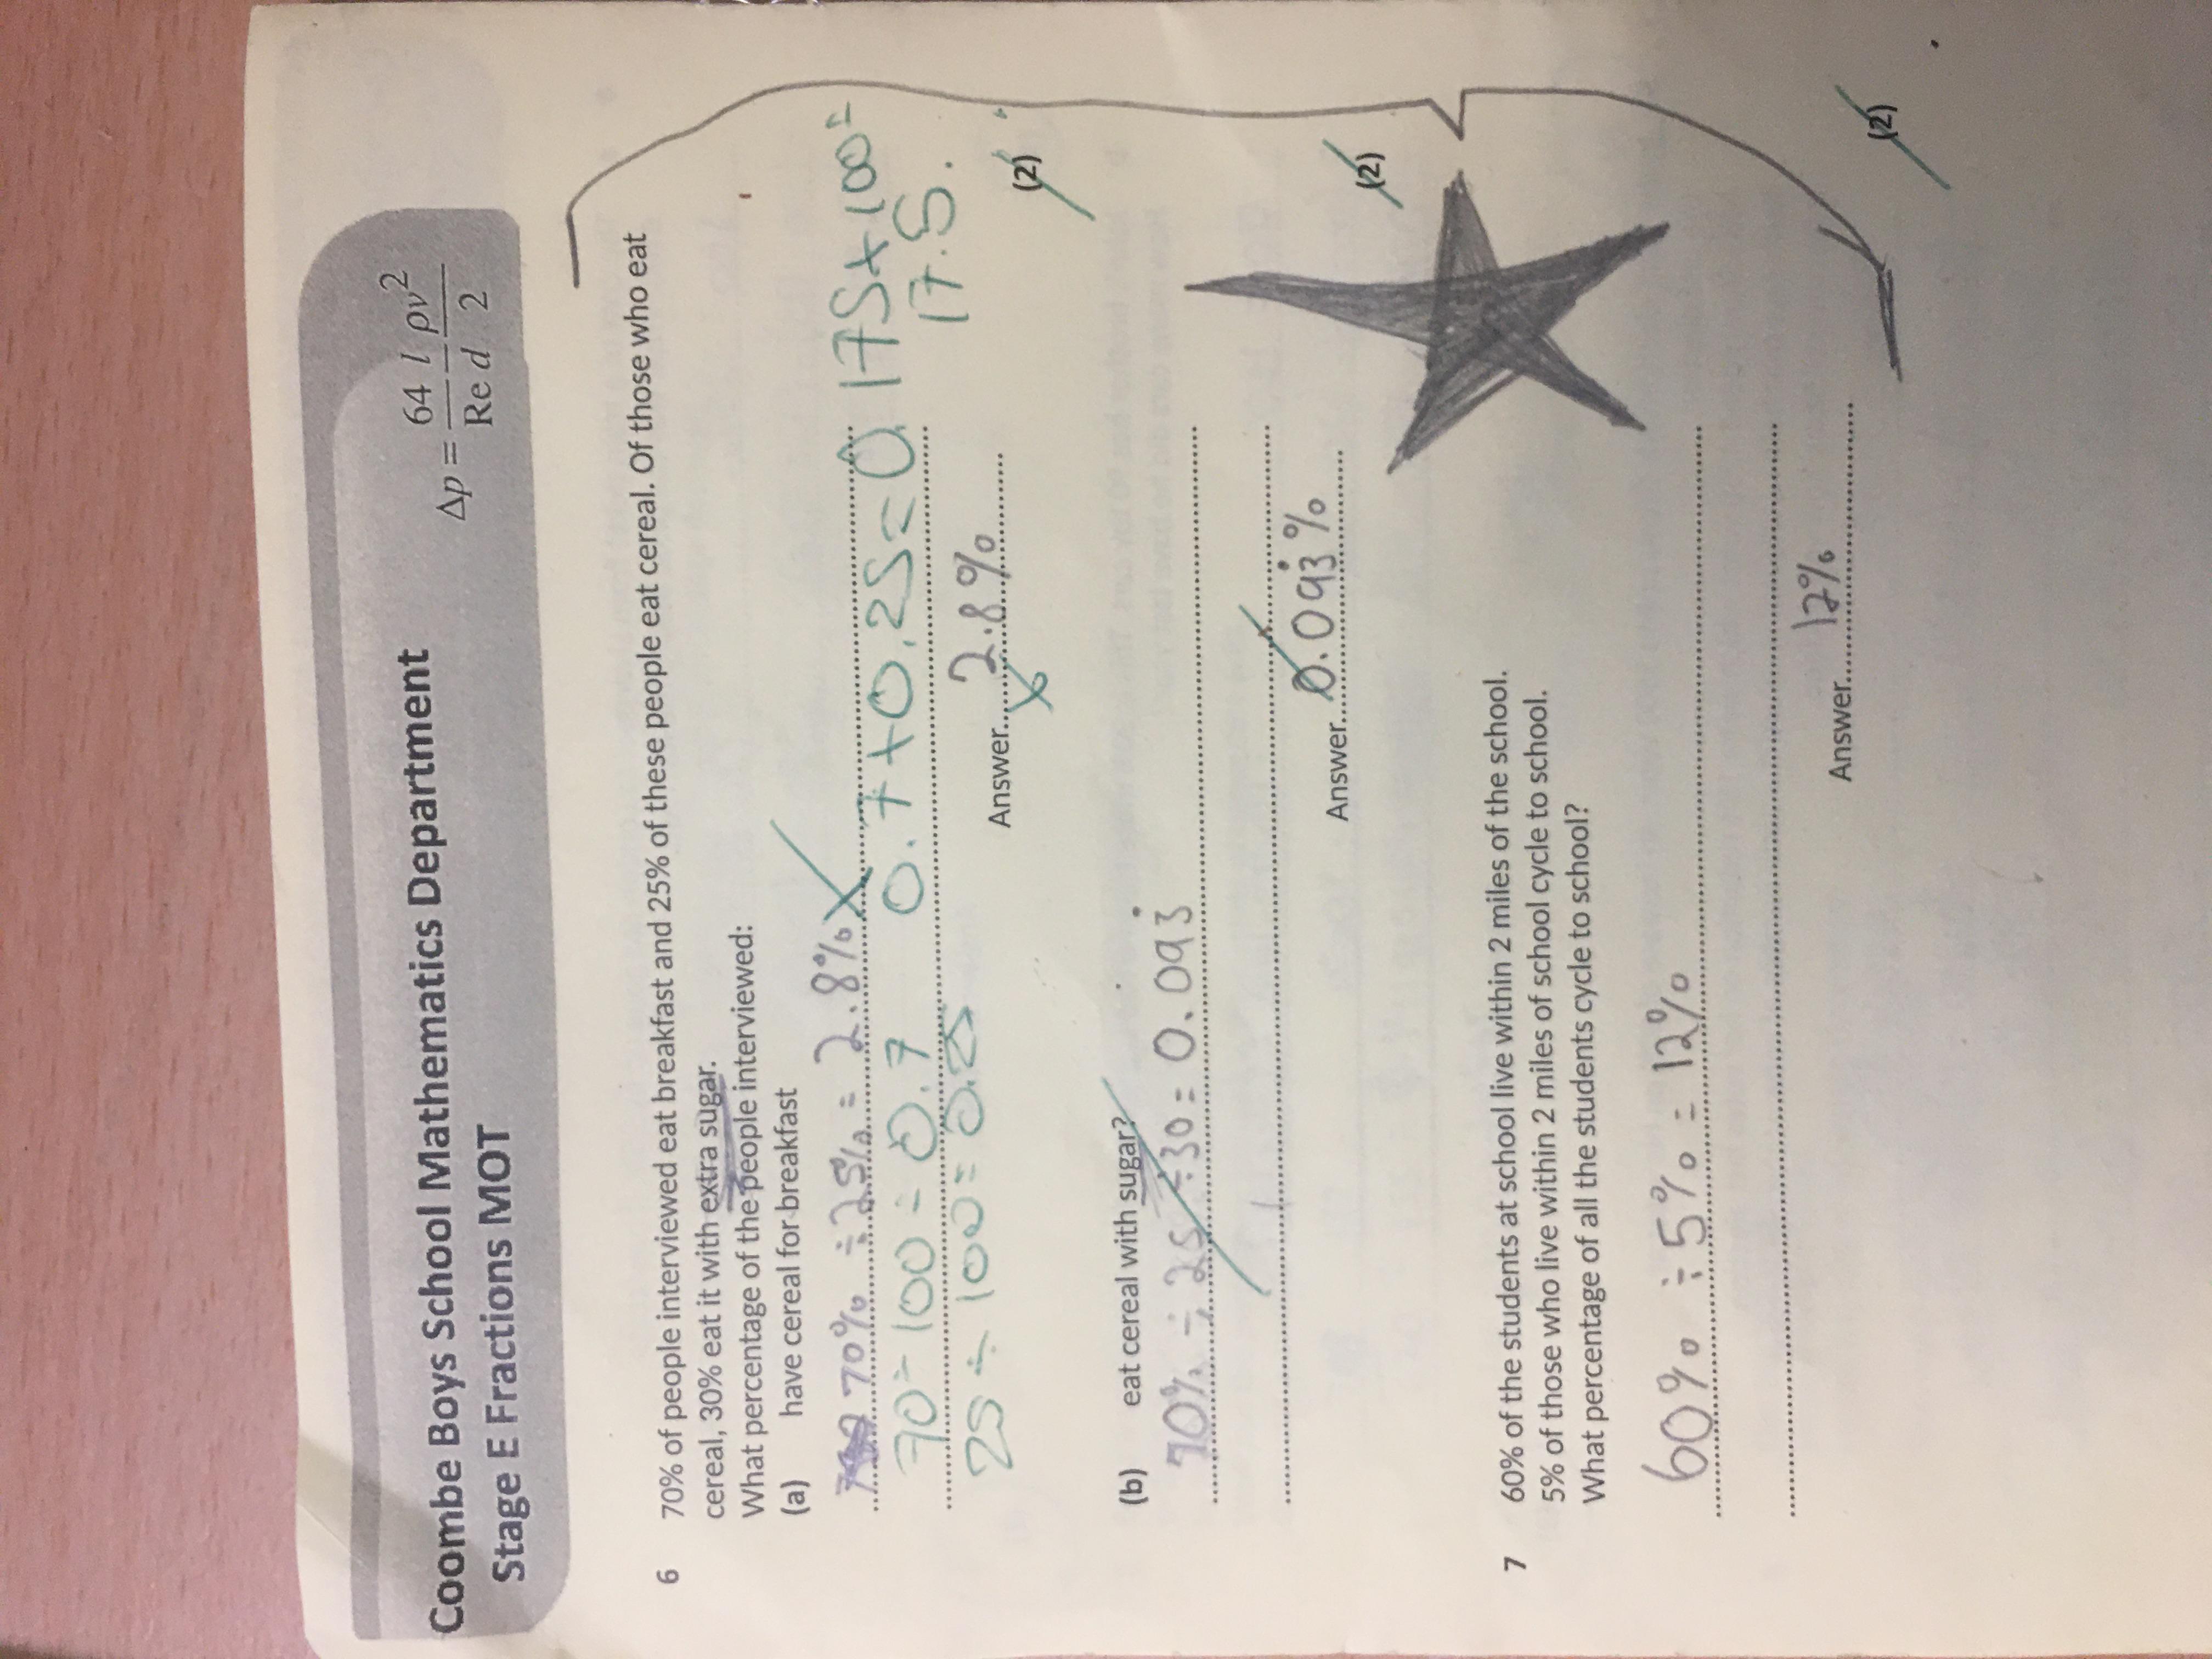 Coombe Boys School Mathematics Department
Stage E Fractions MOT
Δp = 64/Re l/d ρv²/2
6 70% of people interviewed eat breakfast and 25% of these people eat cereal. Of those who eat
cereal, 30% eat it with extra sugar.
What percentage of the people interviewed:
(a) have cereal for breakfast
70% ÷ 25% = 2.8%
70 ÷ 100 = 0.7 0.7 + 0.25 = 0.175 + 100 =
25 ÷ 100 = 0.25 17.5.
Answer 2.8%
(2)
(b) eat cereal with sugar?
70% ÷ 25 ÷ 30 = 0.093̇
Answer 0.093̇%
(2)
7 60% of the students at school live within 2 miles of the school.
5% of those who live within 2 miles of school cycle to school.
What percentage of all the students cycle to school?
60% ÷ 5% = 12%
Answer 12%
(2)